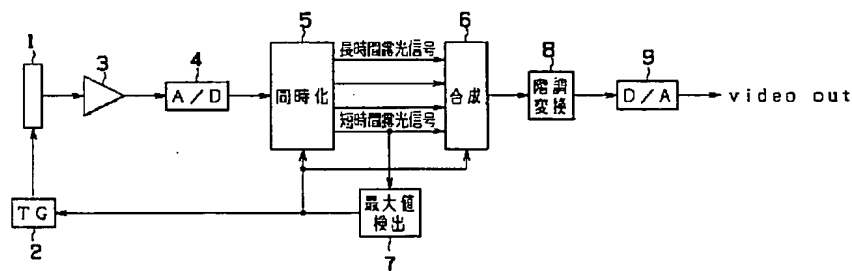 1
3
4
5
6
8
9
A/D
同時化
長時間露光信号
短時間露光信号
合成
階調
変換
D/A
video out
TG
2
最大値
検出
7